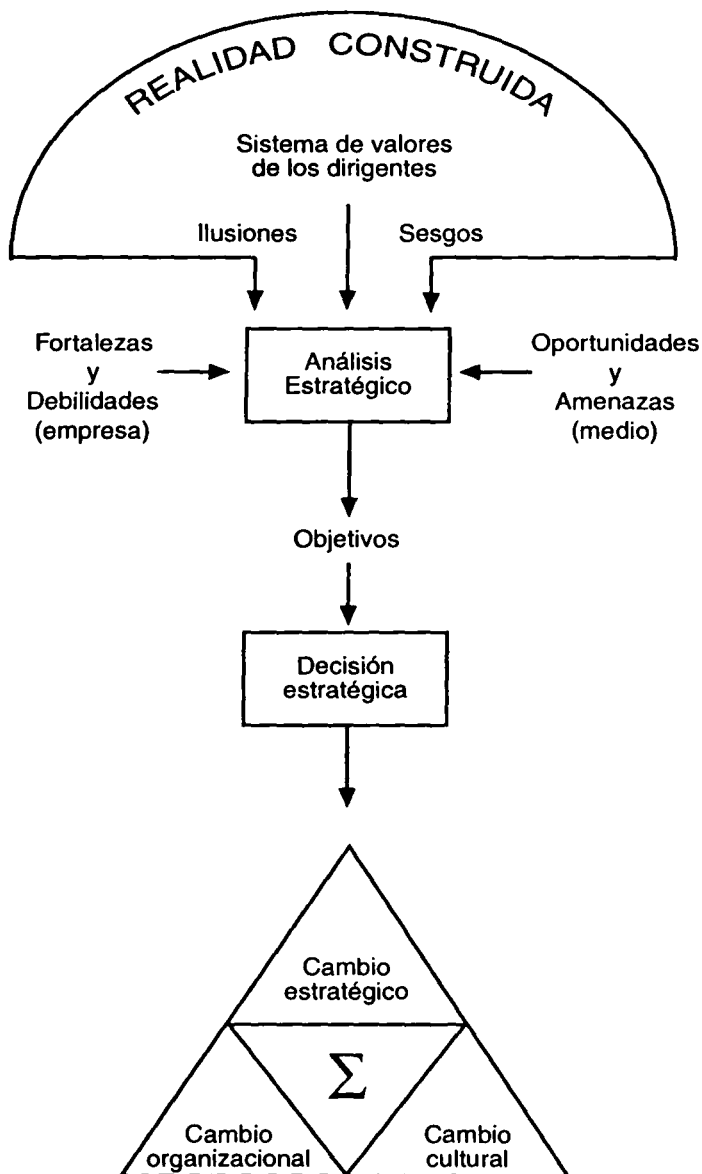 REALIDAD CONSTRUIDA
Sistema de valores
de los dirigentes
Ilusiones
Sesgos
Fortalezas
y
Debilidades
(empresa)
Análisis
Estratégico
Oportunidades
y
Amenazas
(medio)
Objetivos
Decisión
estratégica
Cambio
estratégico
Σ
Cambio
organizacional
Cambio
cultural